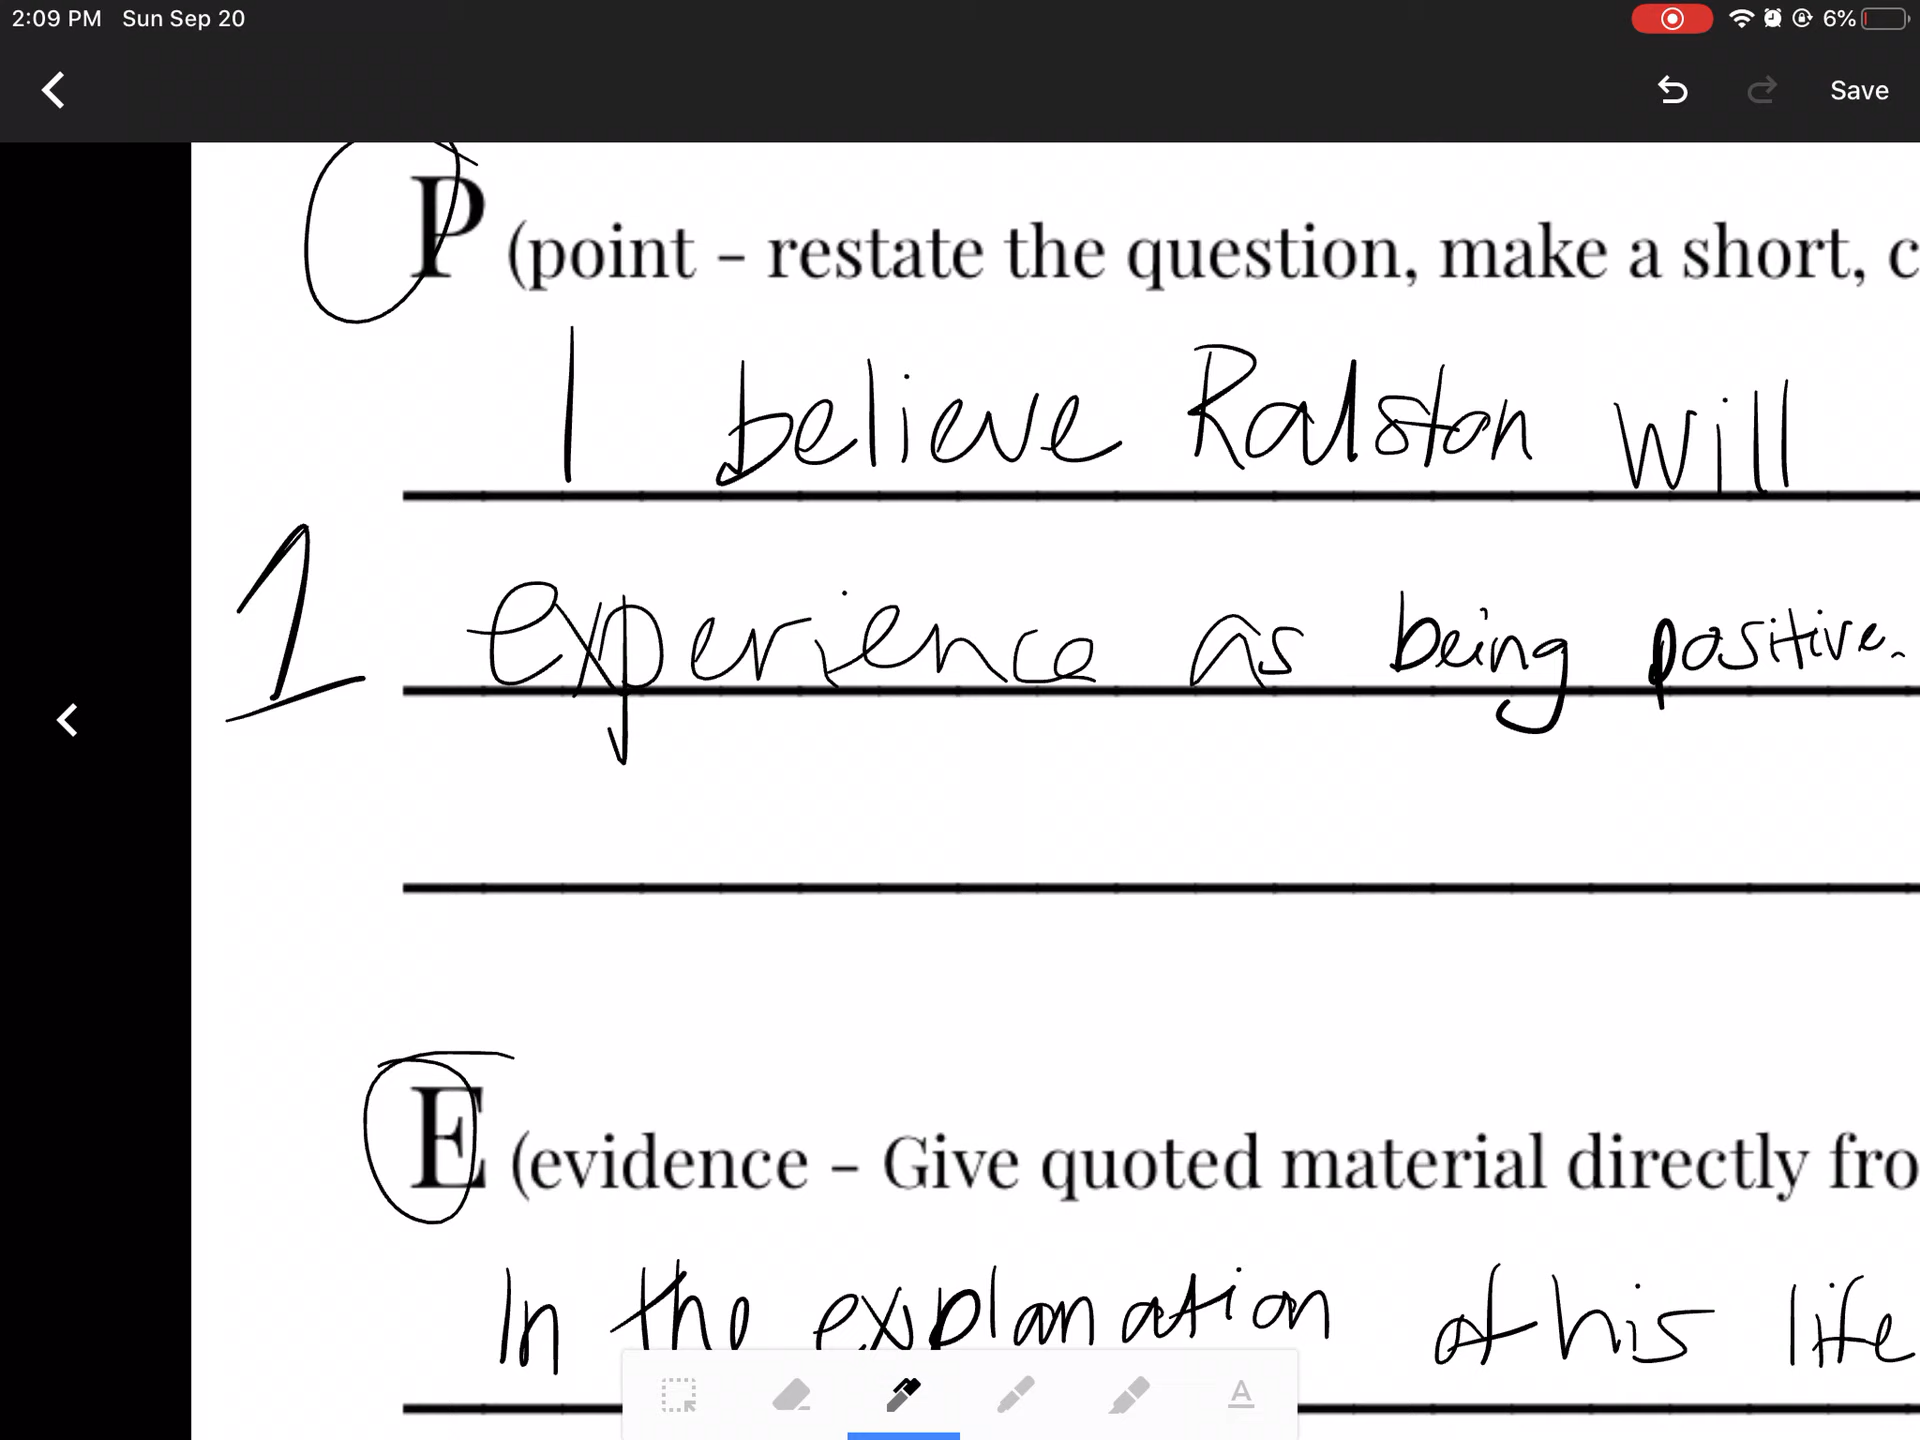 2:09 PM Sun Sep 20 6%
Save
P (point - restate the question, make a short, c
I believe Ralston will
1 experience as being positive.
E (evidence - Give quoted material directly fro
In the explanation of his life
A